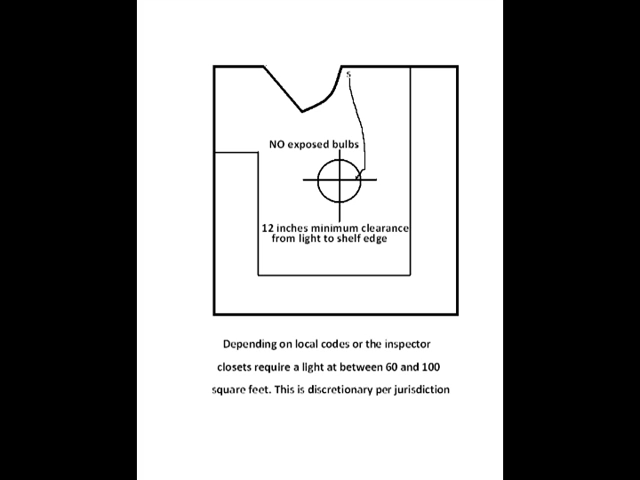 S
NO exposed bulbs
12 inches minimum clearance
from light to shelf edge
Depending on local codes or the inspector
closets require a light at between 60 and 100
square feet. This is discretionary per jurisdiction